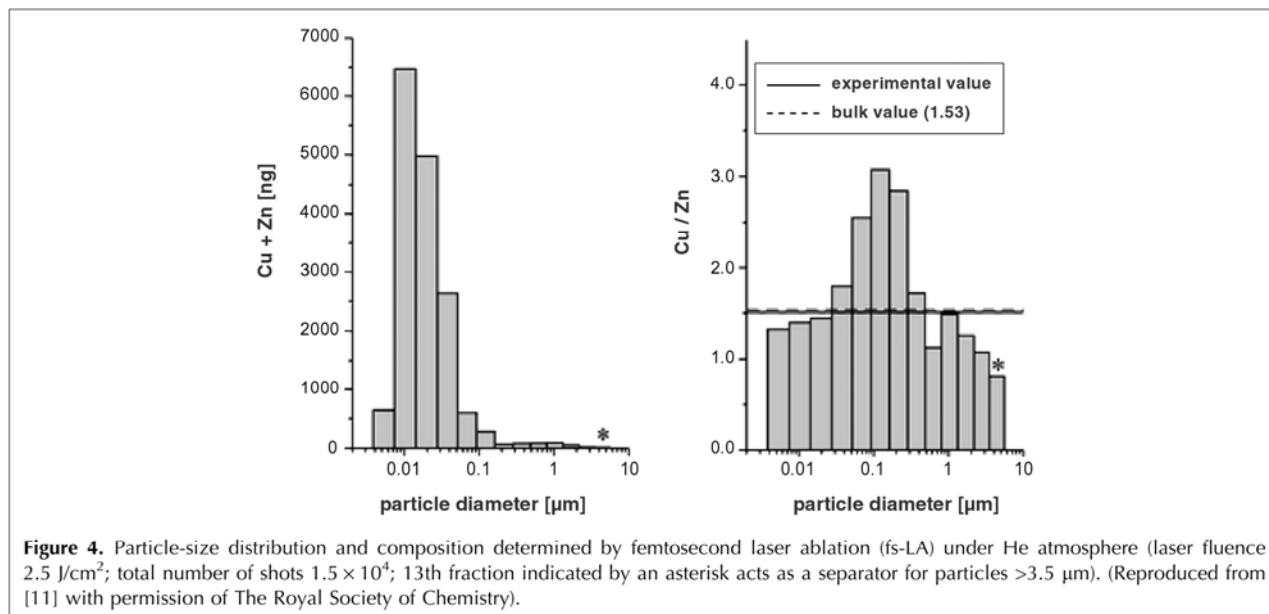 7000
6000
5000
4000
3000
2000
1000
0
Cu + Zn [ng]
*
0.01 0.1 1 10
particle diameter [µm]
experimental value
bulk value (1.53)
4.0
3.0
2.0
1.0
0.0
Cu / Zn
*
0.01 0.1 1 10
particle diameter [µm]
Figure 4. Particle-size distribution and composition determined by femtosecond laser ablation (fs-LA) under He atmosphere (laser fluence
2.5 J/cm²; total number of shots 1.5 × 10⁴; 13th fraction indicated by an asterisk acts as a separator for particles >3.5 µm). (Reproduced from
[11] with permission of The Royal Society of Chemistry).